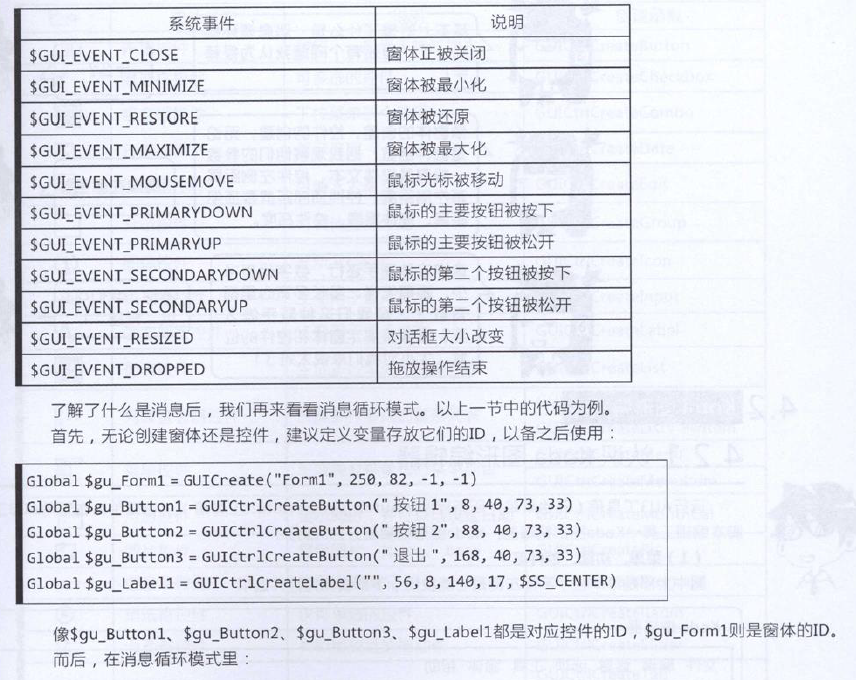 系统事件 说明
$GUI_EVENT_CLOSE 窗体正被关闭
$GUI_EVENT_MINIMIZE 窗体被最小化
$GUI_EVENT_RESTORE 窗体被还原
$GUI_EVENT_MAXIMIZE 窗体被最大化
$GUI_EVENT_MOUSEMOVE 鼠标光标被移动
$GUI_EVENT_PRIMARYDOWN 鼠标的主要按钮被按下
$GUI_EVENT_PRIMARYUP 鼠标的主要按钮被松开
$GUI_EVENT_SECONDARYDOWN 鼠标的第二个按钮被按下
$GUI_EVENT_SECONDARYUP 鼠标的第二个按钮被松开
$GUI_EVENT_RESIZED 对话框大小改变
$GUI_EVENT_DROPPED 拖放操作结束
了解了什么是消息后，我们再来看看消息循环模式。以上一节中的代码为例。
首先，无论创建窗体还是控件，建议定义变量存放它们的ID，以备之后使用：
Global $gu_Form1 = GUICreate("Form1", 250, 82, -1, -1)
Global $gu_Button1 = GUICtrlCreateButton(" 按钮 1", 8, 40, 73, 33)
Global $gu_Button2 = GUICtrlCreateButton(" 按钮 2", 88, 40, 73, 33)
Global $gu_Button3 = GUICtrlCreateButton(" 退出 ", 168, 40, 73, 33)
Global $gu_Label1 = GUICtrlCreateLabel("", 56, 8, 140, 17, $SS_CENTER)
像$gu_Button1、$gu_Button2、$gu_Button3、$gu_Label1都是对应控件的ID，$gu_Form1则是窗体的ID。
而后，在消息循环模式里：